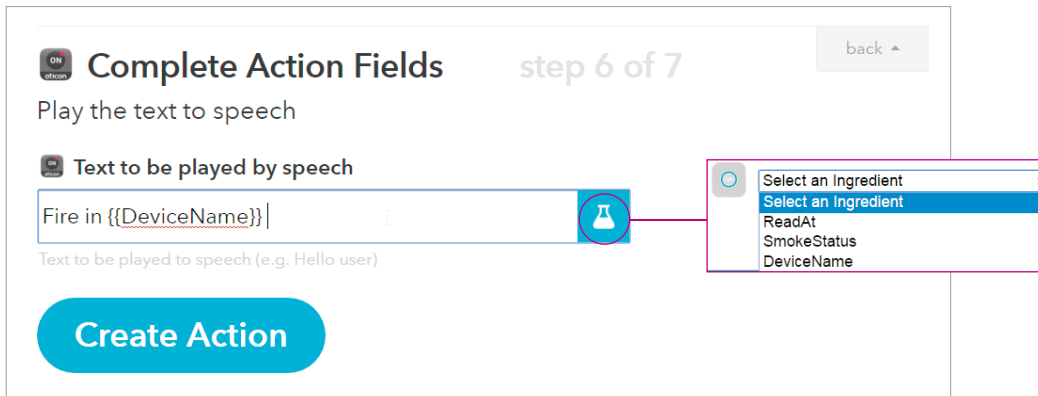 back
ON
oticon
Complete Action Fields
step 6 of 7
Play the text to speech
ON
oticon
Text to be played by speech
Fire in {{DeviceName}}
Text to be played to speech (e.g. Hello user)
Select an Ingredient
Select an Ingredient
ReadAt
SmokeStatus
DeviceName
Create Action